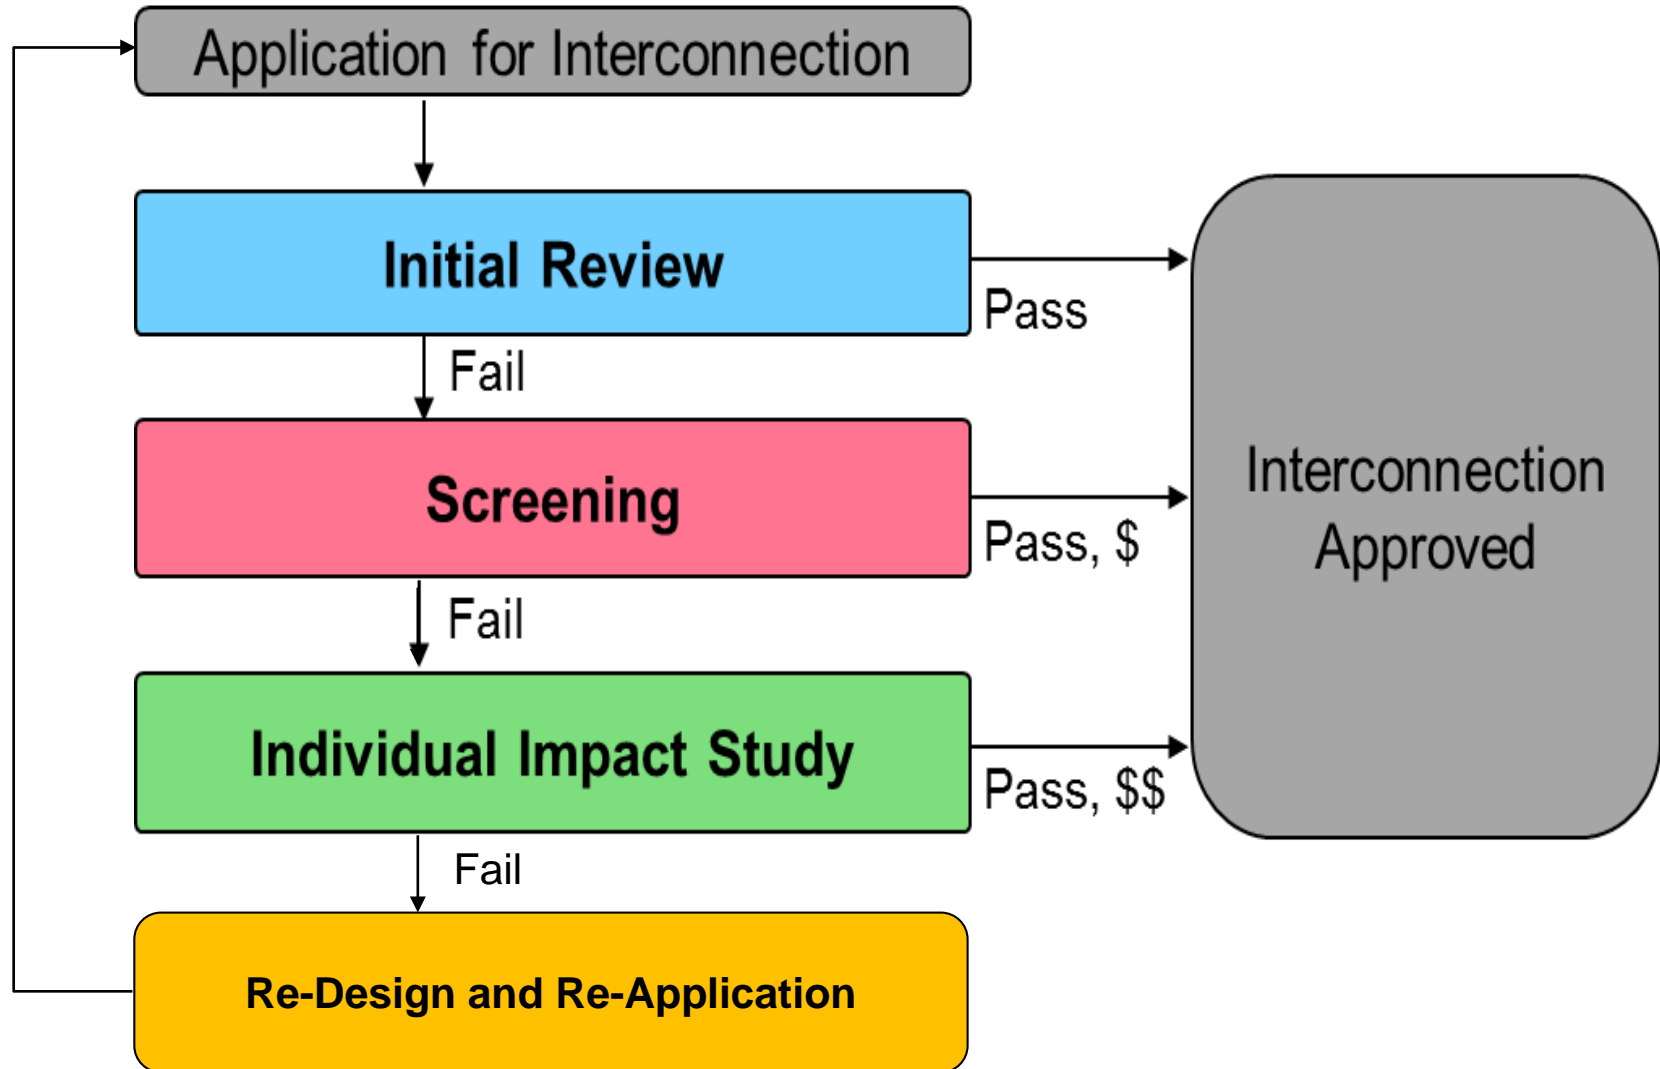 Application for Interconnection
Initial Review
Pass
Fail
Screening
Pass, $
Fail
Individual Impact Study
Pass, $$
Fail
Re-Design and Re-Application
Interconnection
Approved